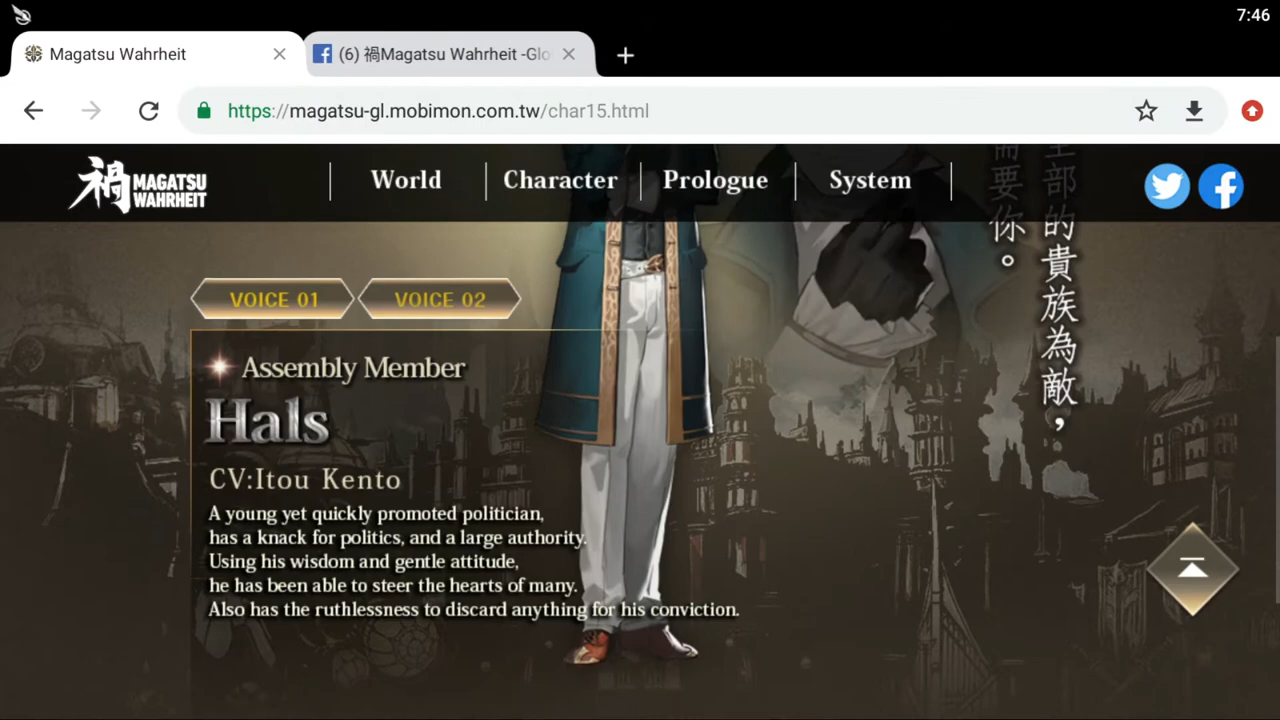 7:46
Magatsu Wahrheit
(6) 禍Magatsu Wahrheit -Glo
https://magatsu-gl.mobimon.com.tw/char15.html
禍 MAGATSU
WAHRHEIT
World
Character
Prologue
System
全部的貴族為敵，
需要你。
VOICE 01
VOICE 02
Assembly Member
Hals
CV:Itou Kento
A young yet quickly promoted politician,
has a knack for politics, and a large authority.
Using his wisdom and gentle attitude,
he has been able to steer the hearts of many.
Also has the ruthlessness to discard anything for his conviction.